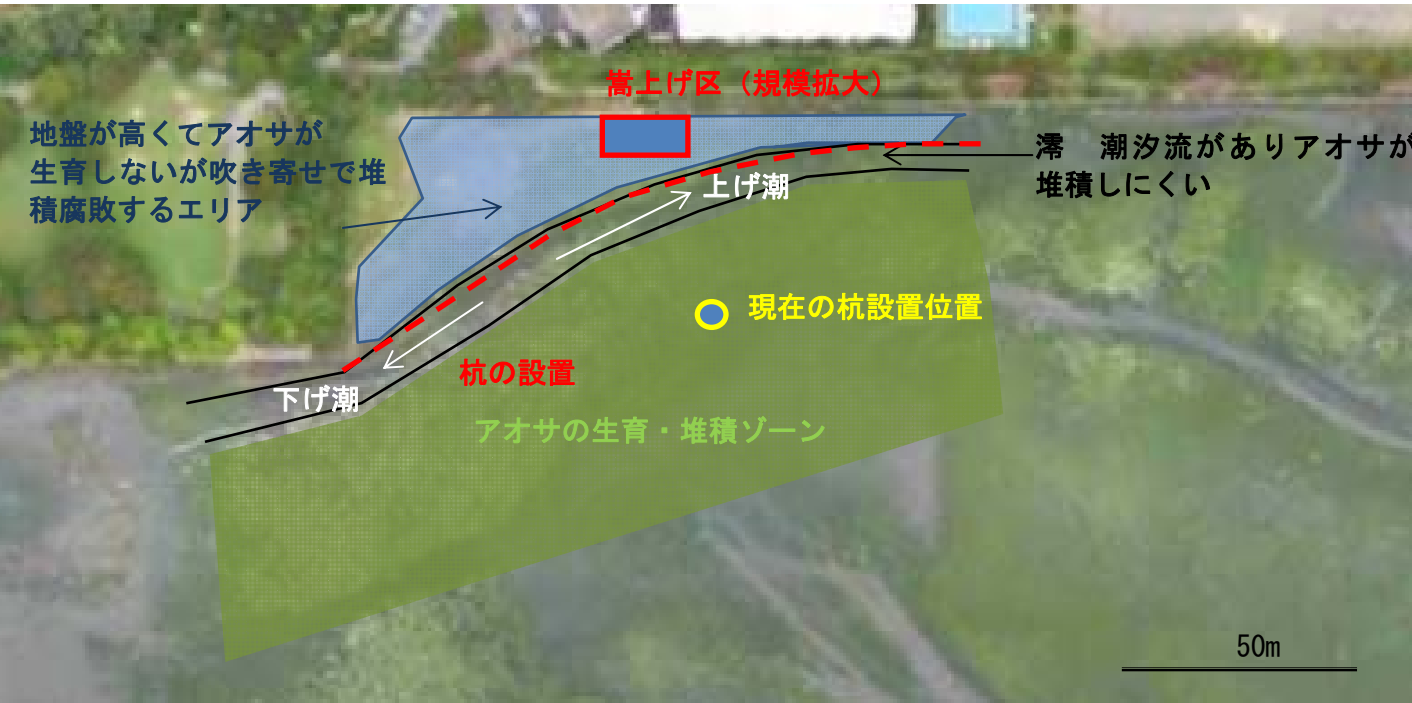 嵩上げ区（規模拡大）
地盤が高くてアオサが
生育しないが吹き寄せで堆
積腐敗するエリア
澪　潮汐流がありアオサが
堆積しにくい
上げ潮
現在の杭設置位置
杭の設置
下げ潮
アオサの生育・堆積ゾーン
50m